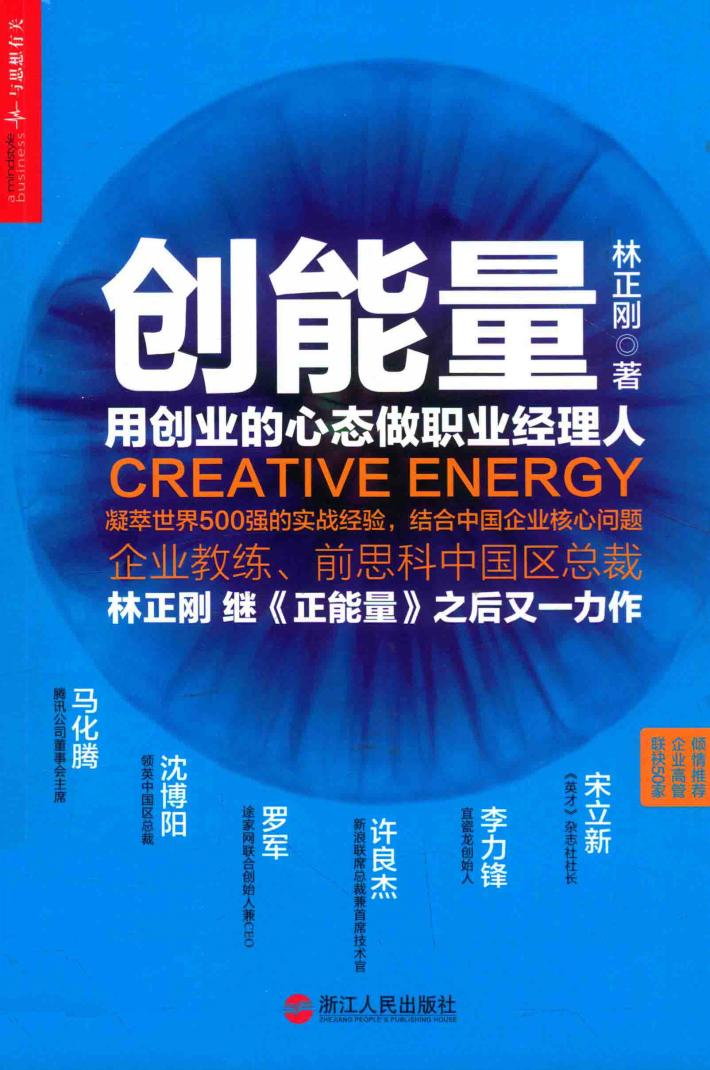 与思想有关
a mindstyle
business
创能量
林正刚◎著
用创业的心态做职业经理人
CREATIVE ENERGY
凝萃世界500强的实战经验，结合中国企业核心问题
企业教练、前思科中国区总裁
林正刚 继《正能量》之后又一力作
马化腾
腾讯公司董事会主席
沈博阳
领英中国区总裁
罗军
途家网联合创始人兼CEO
许良杰
新浪联席总裁兼首席技术官
李力锋
宜瓷龙创始人
宋立新
《英才》杂志社社长
联袂50家
企业高管
倾情推荐
浙江人民出版社
ZHEJIANG PEOPLE'S PUBLISHING HOUSE